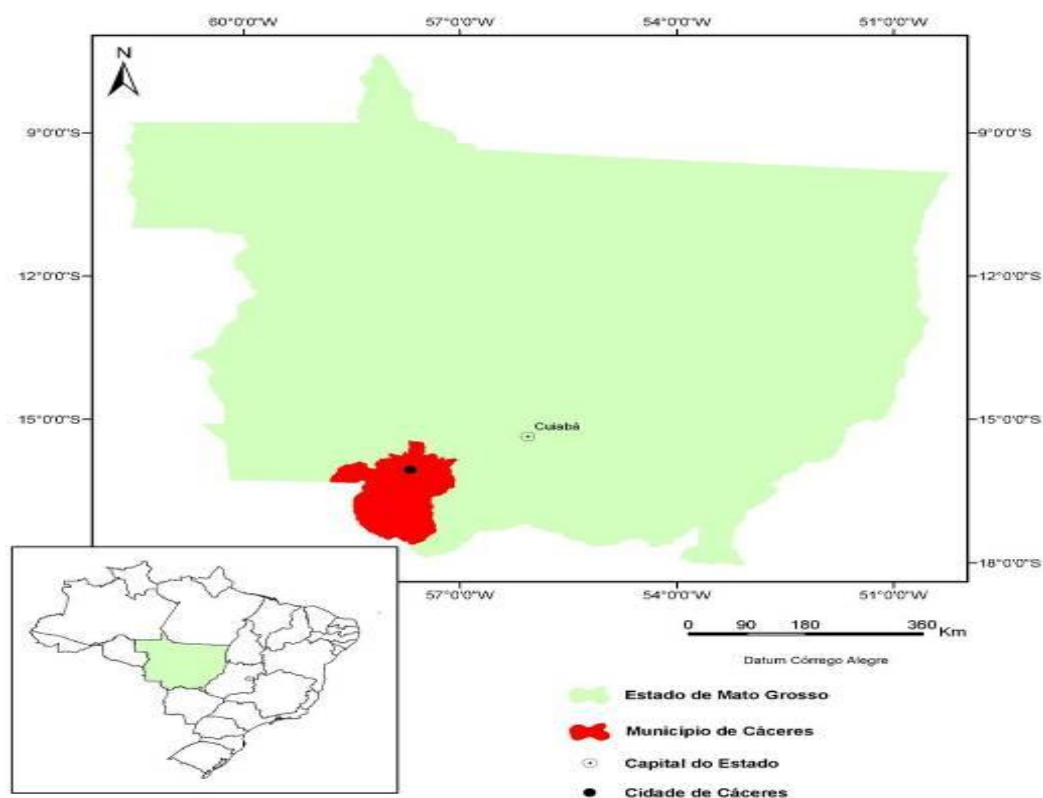 60°0'0"W 57°0'0"W 54°0'0"W 51°0'0"W
N
9°0'0"S 9°0'0"S
12°0'0"S 12°0'0"S
15°0'0"S 15°0'0"S
Cuiabá
18°0'0"S
57°0'0"W 54°0'0"W 51°0'0"W
0 90 180 360 Km
Datum Córrego Alegre
Estado de Mato Grosso
Município de Cáceres
Capital do Estado
Cidade de Cáceres